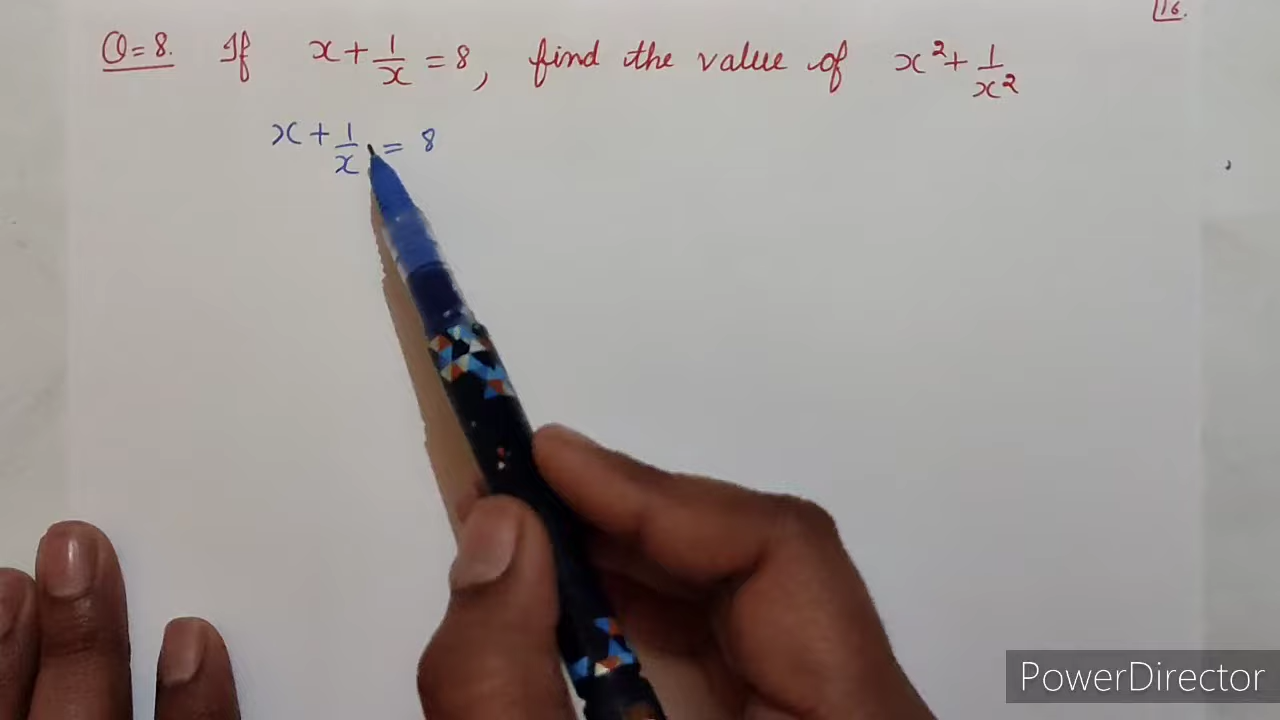 16.
Q=8. If x + 1/x = 8, find the value of x² + 1/x²
x + 1/x = 8
PowerDirector